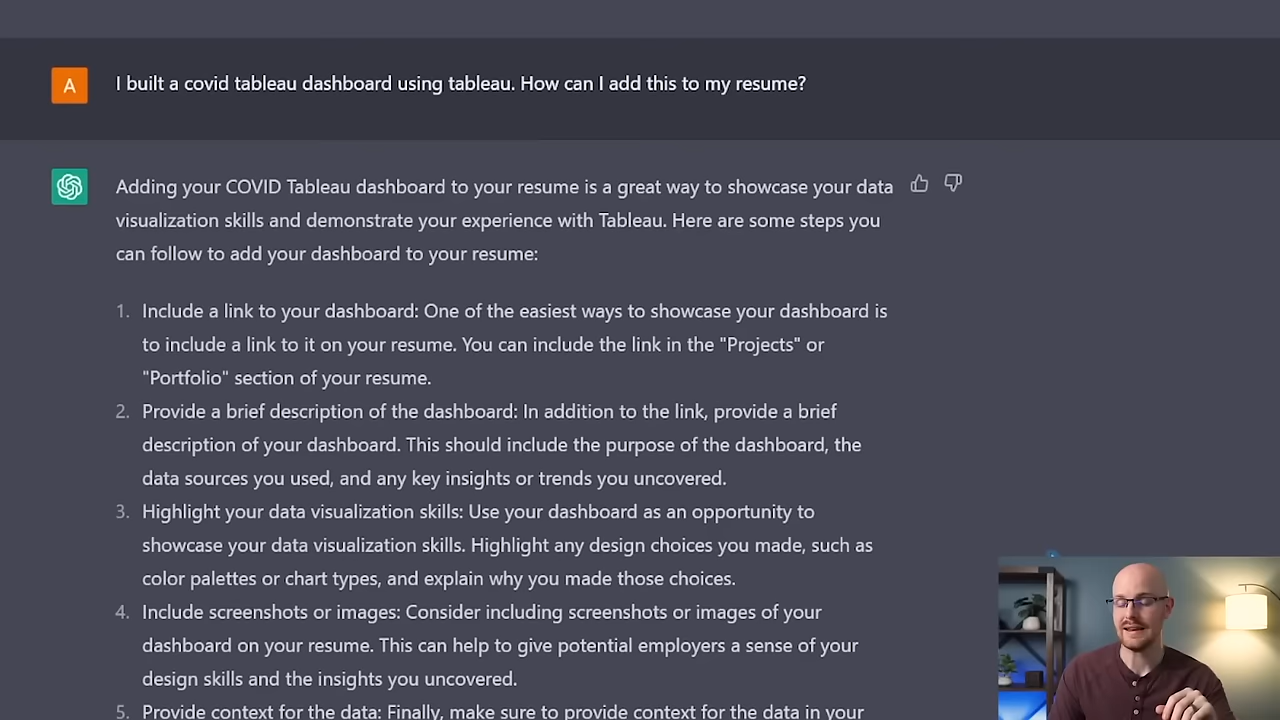 A
I built a covid tableau dashboard using tableau. How can I add this to my resume?
Adding your COVID Tableau dashboard to your resume is a great way to showcase your data
visualization skills and demonstrate your experience with Tableau. Here are some steps you
can follow to add your dashboard to your resume:
1. Include a link to your dashboard: One of the easiest ways to showcase your dashboard is
to include a link to it on your resume. You can include the link in the "Projects" or
"Portfolio" section of your resume.
2. Provide a brief description of the dashboard: In addition to the link, provide a brief
description of your dashboard. This should include the purpose of the dashboard, the
data sources you used, and any key insights or trends you uncovered.
3. Highlight your data visualization skills: Use your dashboard as an opportunity to
showcase your data visualization skills. Highlight any design choices you made, such as
color palettes or chart types, and explain why you made those choices.
4. Include screenshots or images: Consider including screenshots or images of your
dashboard on your resume. This can help to give potential employers a sense of your
design skills and the insights you uncovered.
5. Provide context for the data: Finally, make sure to provide context for the data in your